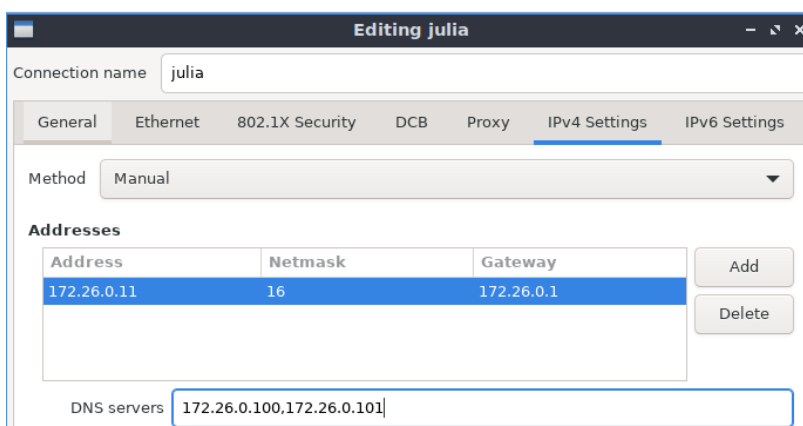 Editing julia
Connection name julia
General Ethernet 802.1X Security DCB Proxy IPv4 Settings IPv6 Settings
Method Manual
Addresses
Address Netmask Gateway
Add
172.26.0.11 16 172.26.0.1
Delete
DNS servers 172.26.0.100,172.26.0.101